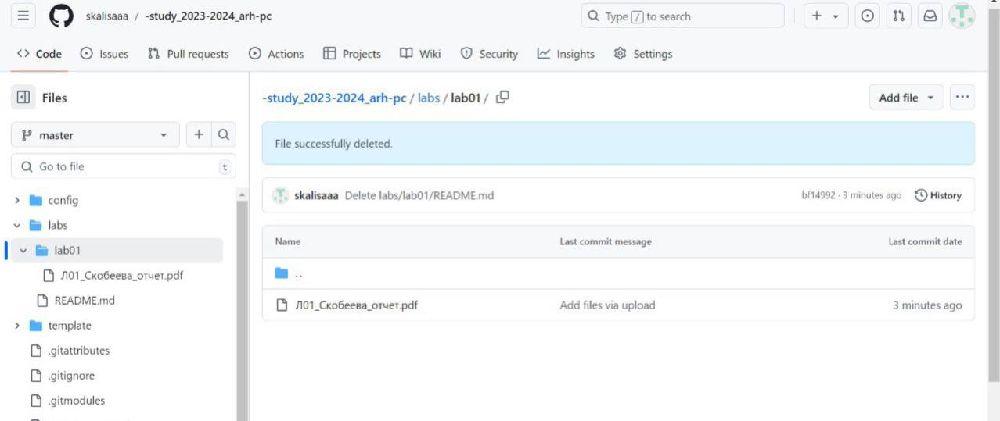 skalisaaa / -study_2023-2024_arh-pc
Type / to search
Code Issues Pull requests Actions Projects Wiki Security Insights Settings
Files
master
Go to file t
config
labs
lab01
Л01_Скобеева_отчет.pdf
README.md
template
.gitattributes
.gitignore
.gitmodules
-study_2023-2024_arh-pc / labs / lab01 /
Add file
File successfully deleted.
skalisaaa Delete labs/lab01/README.md
bf14992 · 3 minutes ago History
Name Last commit message Last commit date
..
Л01_Скобеева_отчет.pdf Add files via upload 3 minutes ago